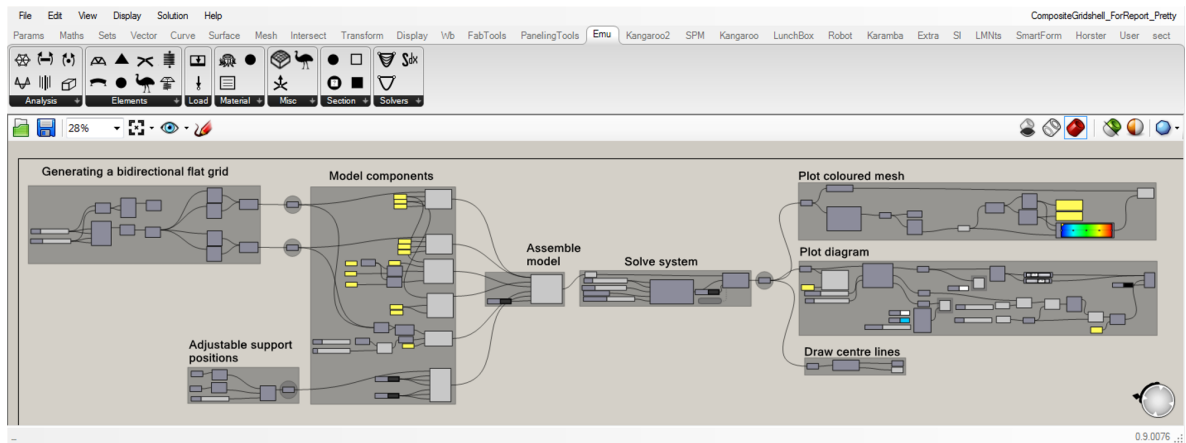 File Edit View Display Solution Help
CompositeGridshell_ForReport_Pretty
Params Maths Sets Vector Curve Surface Mesh Intersect Transform Display Wb FabTools PanelingTools Emu Kangaroo2 SPM Kangaroo LunchBox Robot Karamba Extra SI LMNts SmartForm Horster User sect
Sdx
Analysis Elements Load Material Misc Section Solvers
28%
Generating a bidirectional flat grid
Model components
Assemble
model
Solve system
Plot coloured mesh
Plot diagram
Adjustable support
positions
Draw centre lines
0.9.0076